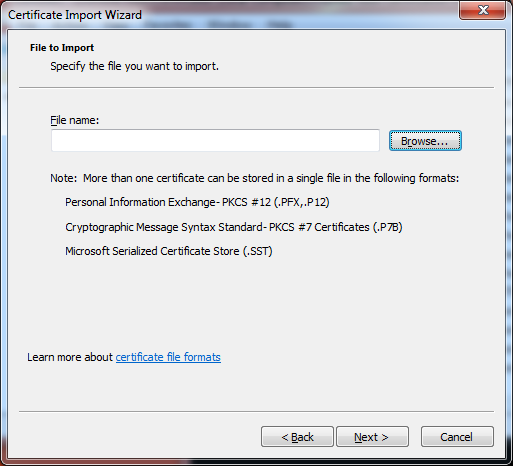 Certificate Import Wizard
File to Import
Specify the file you want to import.
File name:
Browse...
Note: More than one certificate can be stored in a single file in the following formats:
Personal Information Exchange- PKCS #12 (.PFX,.P12)
Cryptographic Message Syntax Standard- PKCS #7 Certificates (.P7B)
Microsoft Serialized Certificate Store (.SST)
Learn more about certificate file formats
< Back Next > Cancel